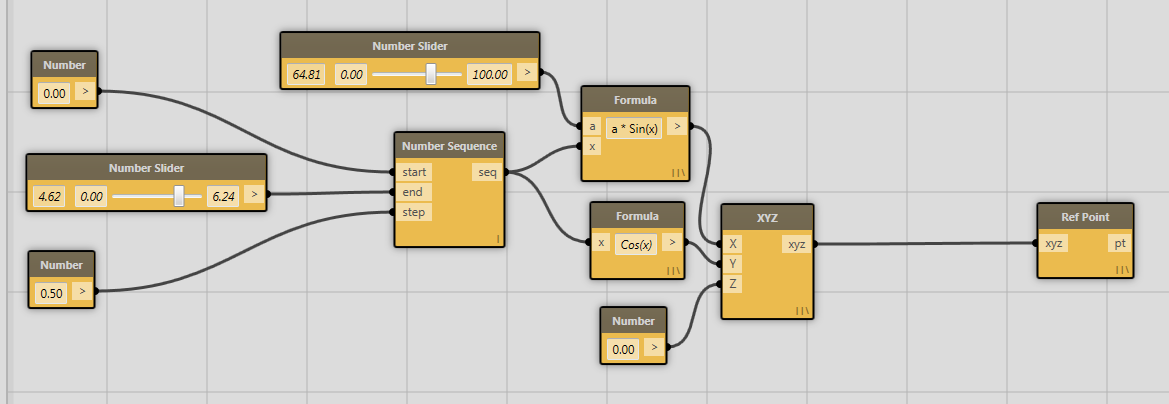 Number Slider
64.81 0.00 100.00 >
Number
0.00 >
Formula
a a * Sin(x) >
x
| | \
Number Sequence
start seq
end
step
|
Number Slider
4.62 0.00 6.24 >
Formula
x Cos(x) >
| | \
XYZ
X xyz
Y
Z
| | \
Ref Point
xyz pt
| | \
Number
0.50 >
Number
0.00 >